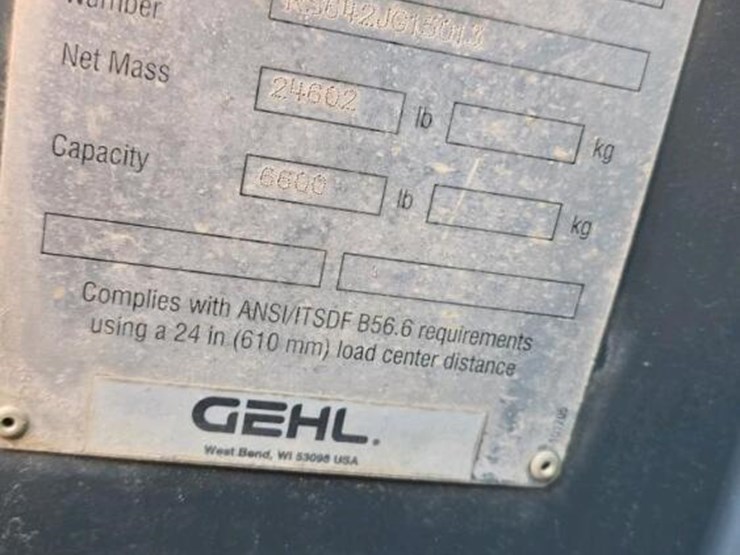 Number
Net Mass 24602 lb kg
Capacity 6600 lb kg
Complies with ANSI/ITSDF B56.6 requirements
using a 24 in (610 mm) load center distance
GEHL®
West Bend, WI 53095 USA